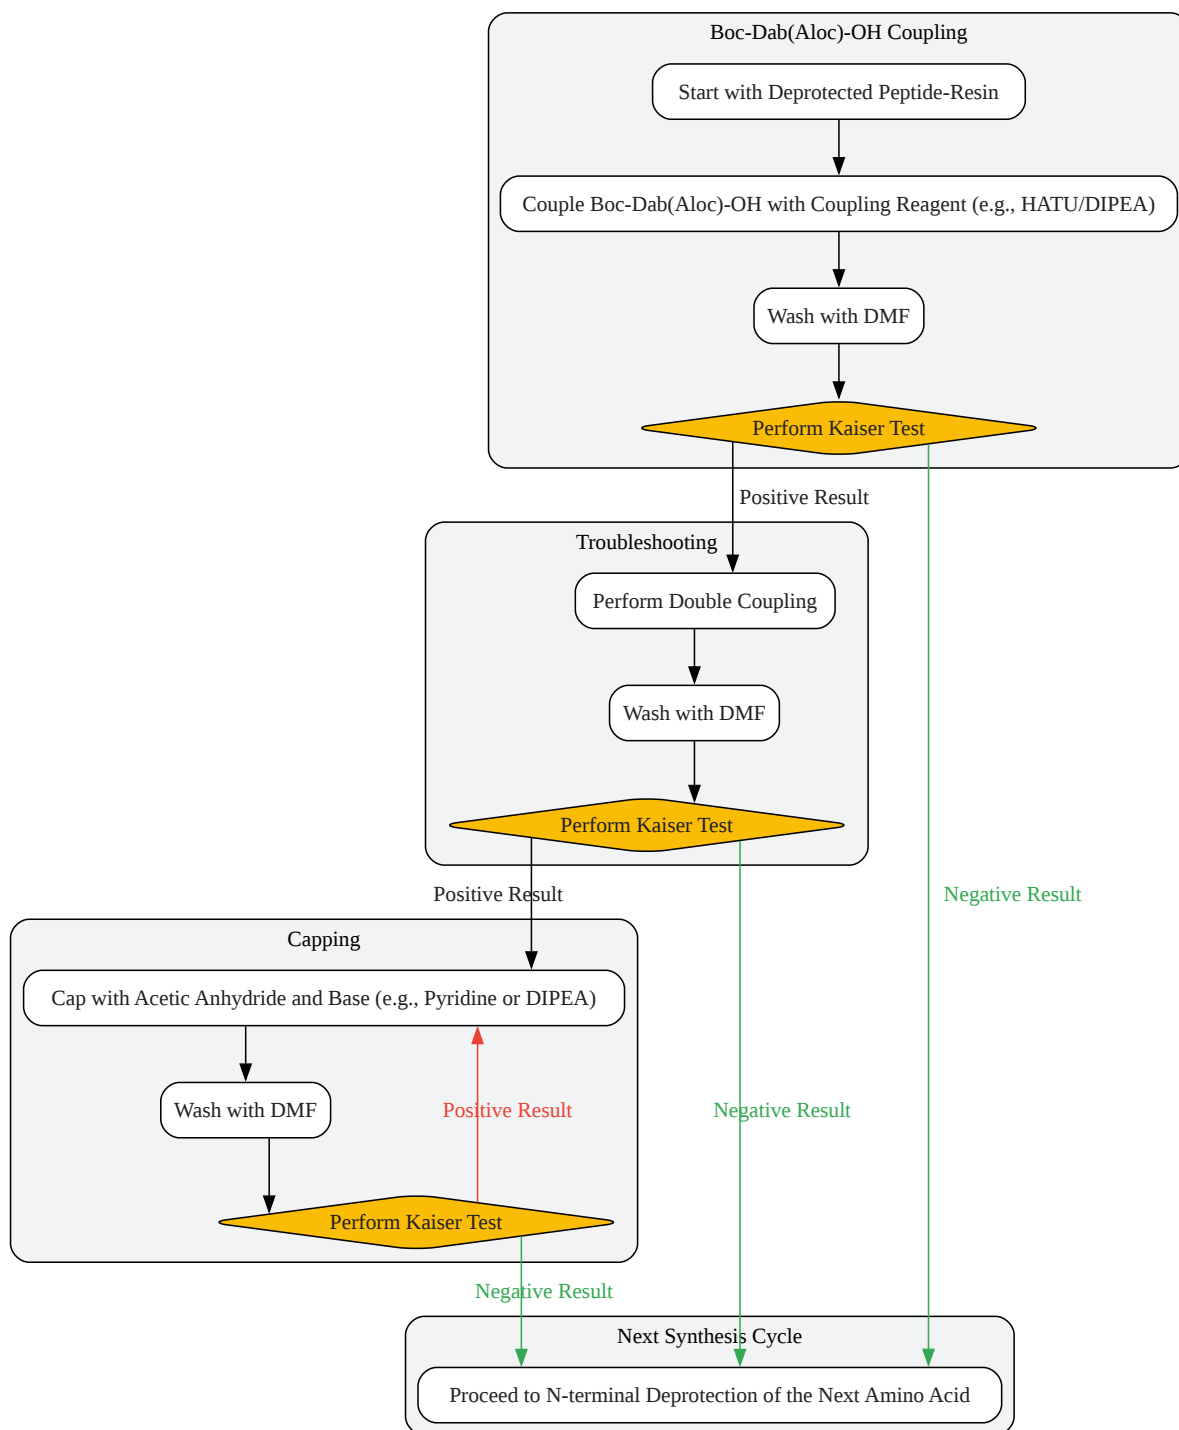 Boc-Dab(Aloc)-OH Coupling
Start with Deprotected Peptide-Resin
Couple Boc-Dab(Aloc)-OH with Coupling Reagent (e.g., HATU/DIPEA)
Wash with DMF
Perform Kaiser Test
Positive Result
Troubleshooting
Perform Double Coupling
Wash with DMF
Perform Kaiser Test
Positive Result
Negative Result
Capping
Cap with Acetic Anhydride and Base (e.g., Pyridine or DIPEA)
Wash with DMF
Positive Result
Negative Result
Perform Kaiser Test
Negative Result
Next Synthesis Cycle
Proceed to N-terminal Deprotection of the Next Amino Acid